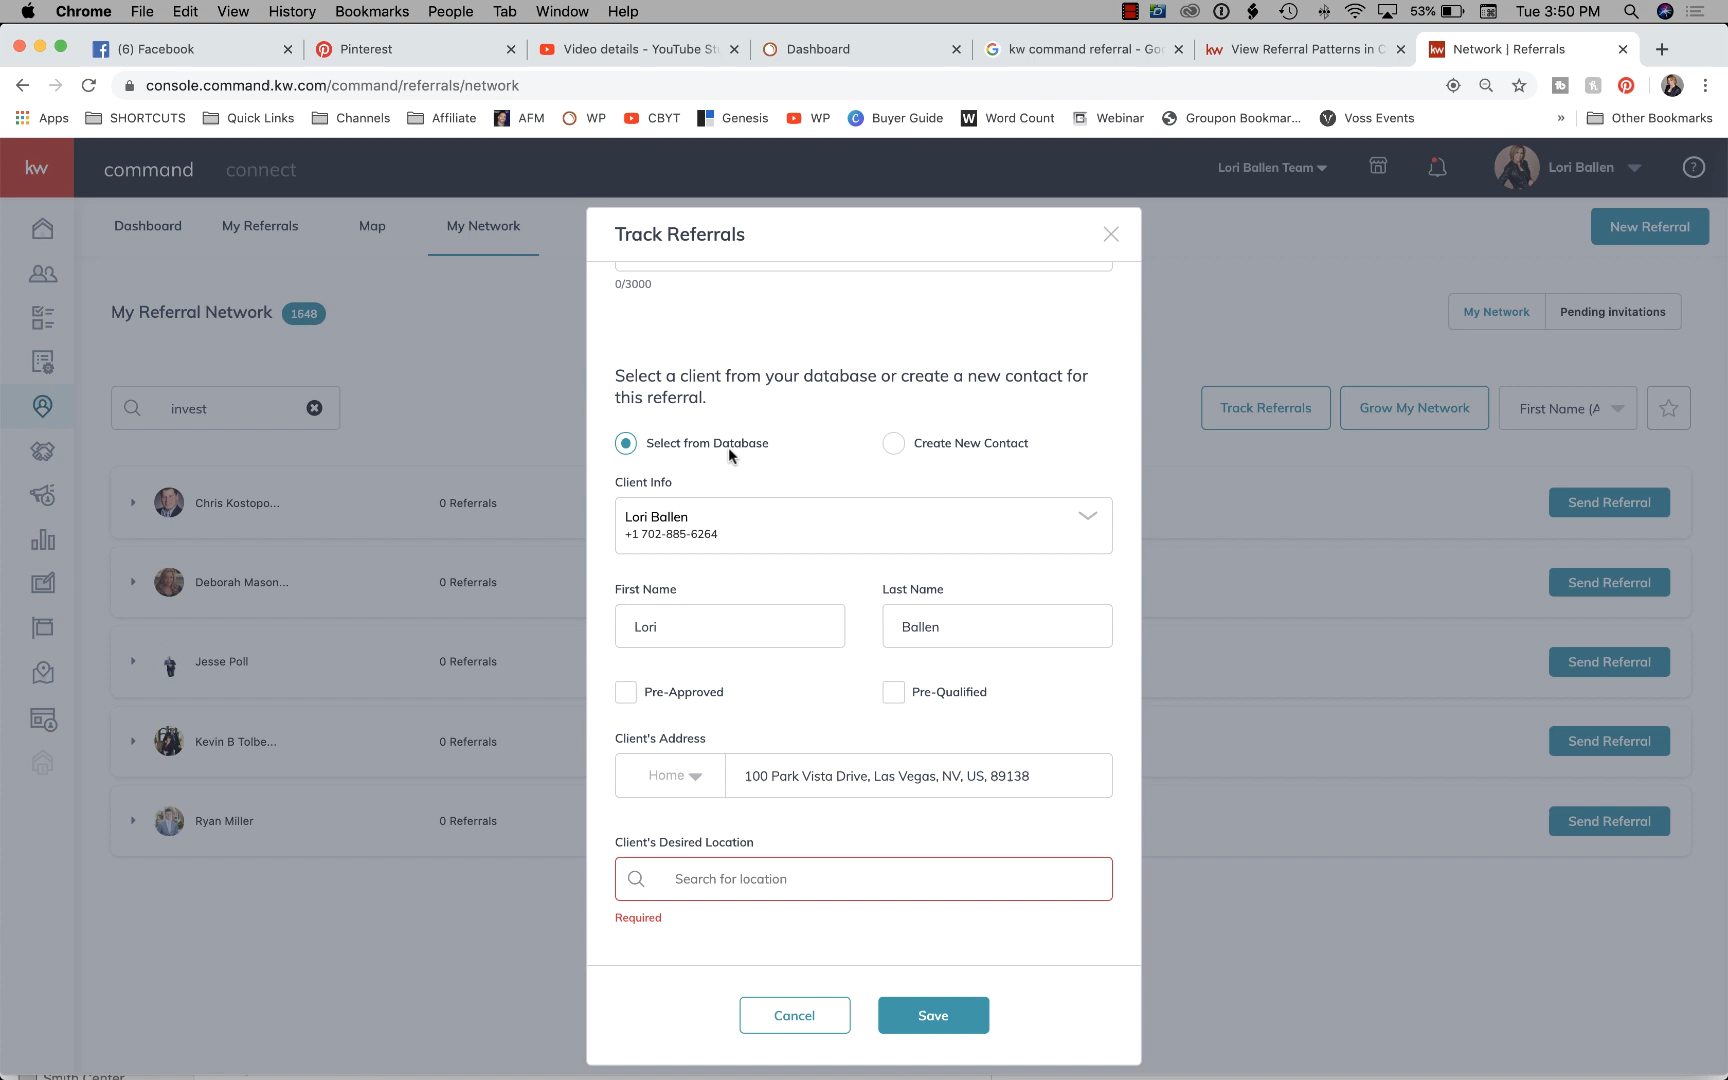 Chrome File Edit View History Bookmarks People Tab Window Help
53% Tue 3:50 PM
(6) Facebook
Pinterest
Video details - YouTube St
Dashboard
kw command referral - Goo
kw View Referral Patterns in C
kw Network | Referrals
console.command.kw.com/command/referrals/network
Apps SHORTCUTS Quick Links Channels Affiliate AFM WP CBYT Genesis WP Buyer Guide Word Count Webinar Groupon Bookmar... Voss Events » Other Bookmarks
kw command connect Lori Ballen Team Lori Ballen
Dashboard My Referrals Map My Network New Referral
Track Referrals
My Referral Network 1648
My Network Pending invitations
invest
Track Referrals Grow My Network First Name (A
Chris Kostopo... 0 Referrals Send Referral
Deborah Mason... 0 Referrals Send Referral
Jesse Poll 0 Referrals Send Referral
Kevin B Tolbe... 0 Referrals Send Referral
Ryan Miller 0 Referrals Send Referral
0/3000
Select a client from your database or create a new contact for
this referral.
Select from Database Create New Contact
Client Info
Lori Ballen
+1 702-885-6264
First Name Last Name
Lori Ballen
Pre-Approved Pre-Qualified
Client's Address
Home 100 Park Vista Drive, Las Vegas, NV, US, 89138
Client's Desired Location
Search for location
Required
Cancel Save
Smith Center